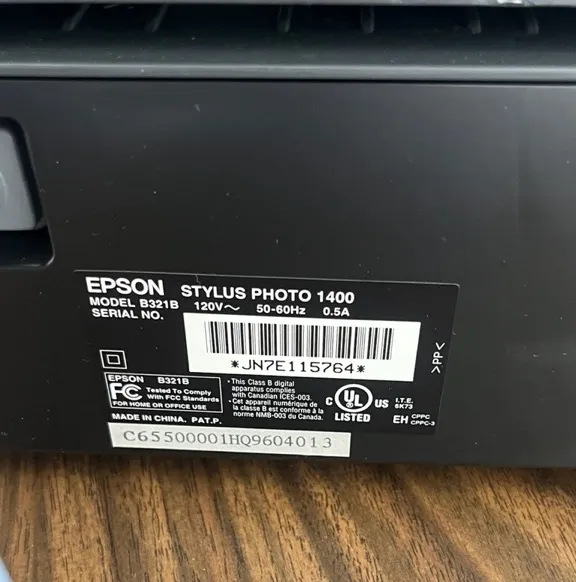 EPSON STYLUS PHOTO 1400
MODEL B321B 120V～ 50-60Hz 0.5A
SERIAL NO.
*JN7E115764*
>PP<
EPSON B321B
FC Tested To Comply
With FCC Standards
FOR HOME OR OFFICE USE
• This Class B digital
apparatus complies
with Canadian ICES-003.
• Cet appareil numérique de
la classe B est conforme à la
norme NMB-003 du Canada.
C UL US
LISTED
I.T.E.
6K73
EH CPPC
CPPC-3
MADE IN CHINA. PAT.P.
C65500001HQ9604013